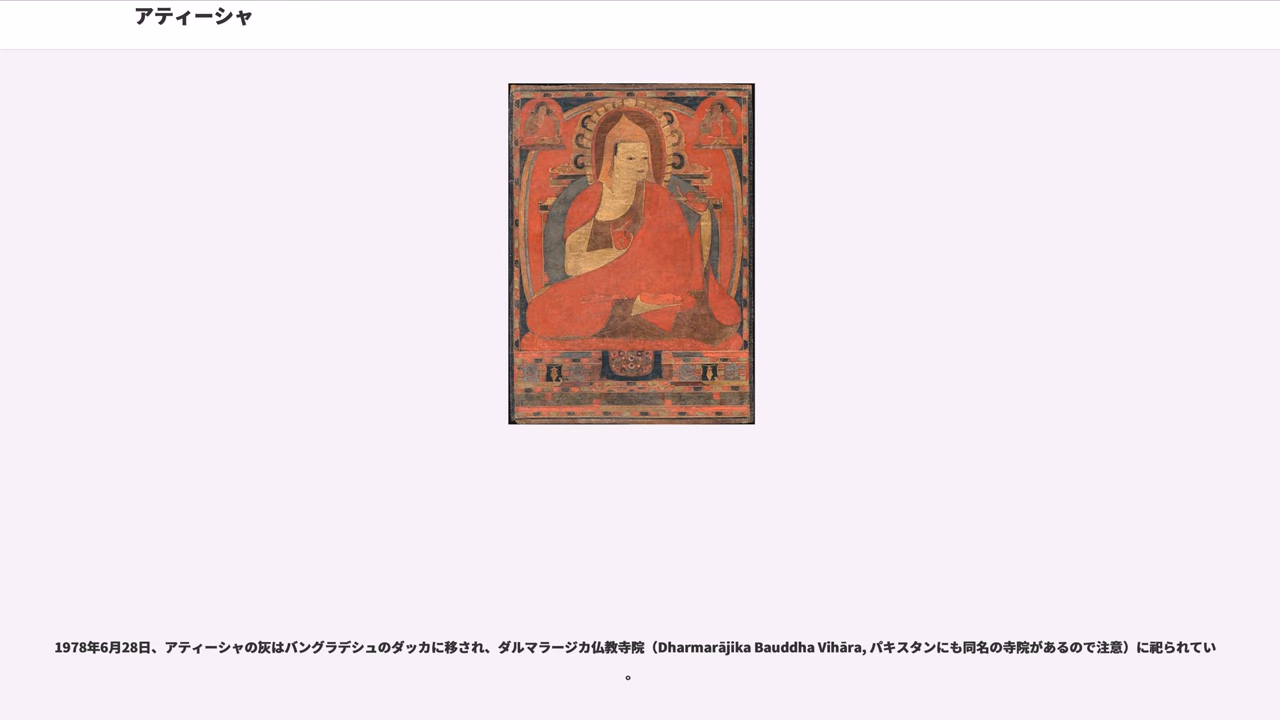 アティーシャ
1978年6月28日、アティーシャの灰はバングラデシュのダッカに移され、ダルマラージカ仏教寺院（Dharmarājika Bauddha Vihāra, パキスタンにも同名の寺院があるので注意）に祀られてい
。